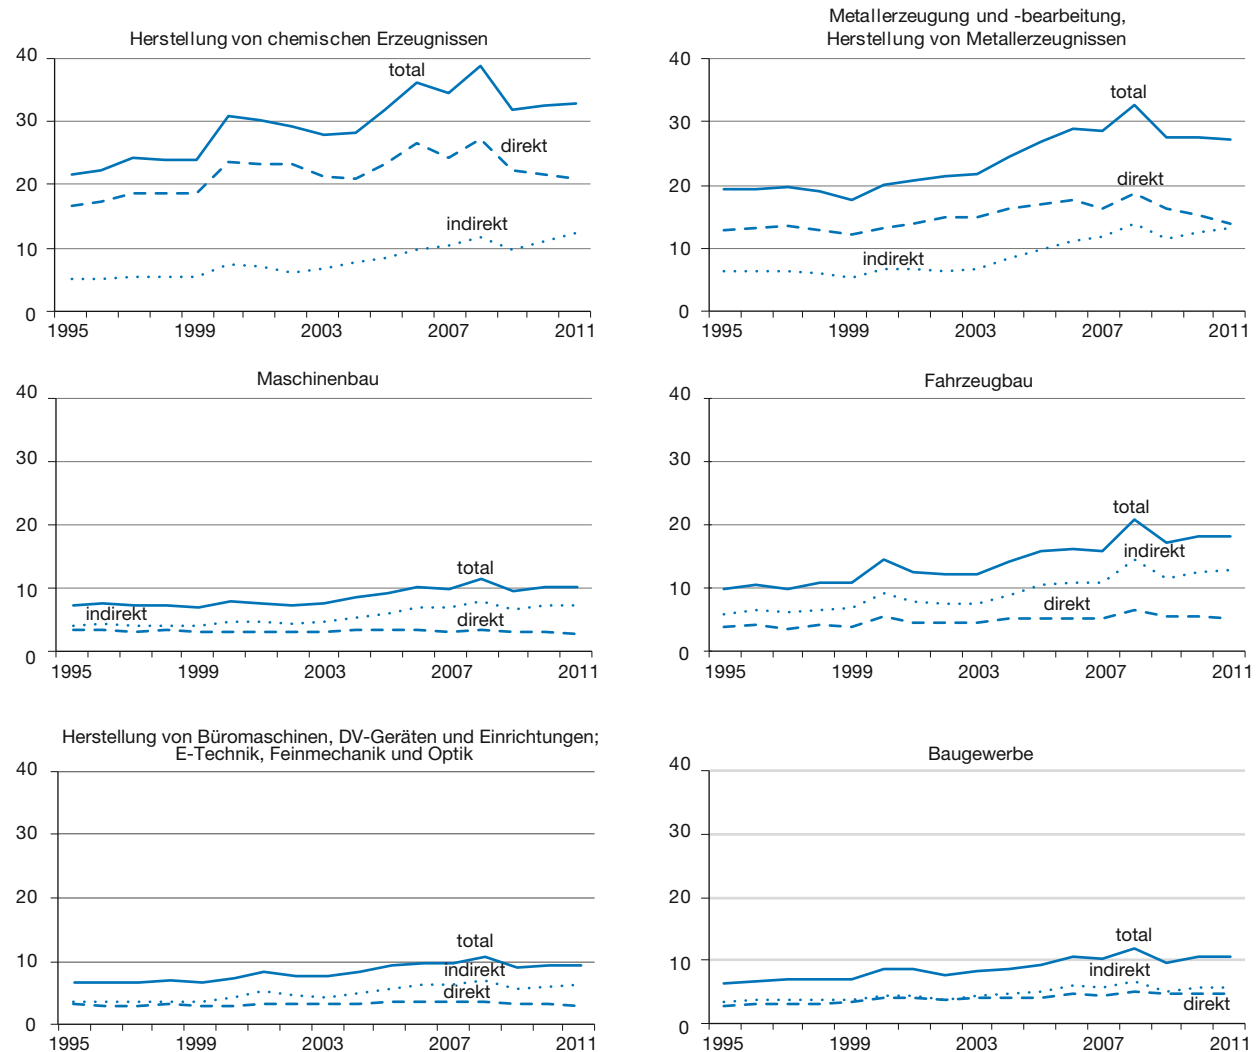 Herstellung von chemischen Erzeugnissen
40
30
20
10
0
total
direkt
indirekt
1995 1999 2003 2007 2011
Metallerzeugung und -bearbeitung,
Herstellung von Metallerzeugnissen
40
30
20
10
0
total
direkt
indirekt
1995 1999 2003 2007 2011
Maschinenbau
40
30
20
10
0
total
indirekt
direkt
1995 1999 2003 2007 2011
Fahrzeugbau
40
30
20
10
0
total
indirekt
direkt
1995 1999 2003 2007 2011
Herstellung von Büromaschinen, DV-Geräten und Einrichtungen;
E-Technik, Feinmechanik und Optik
40
30
20
10
0
total
indirekt
direkt
1995 1999 2003 2007 2011
Baugewerbe
40
30
20
10
0
total
indirekt
direkt
1995 1999 2003 2007 2011